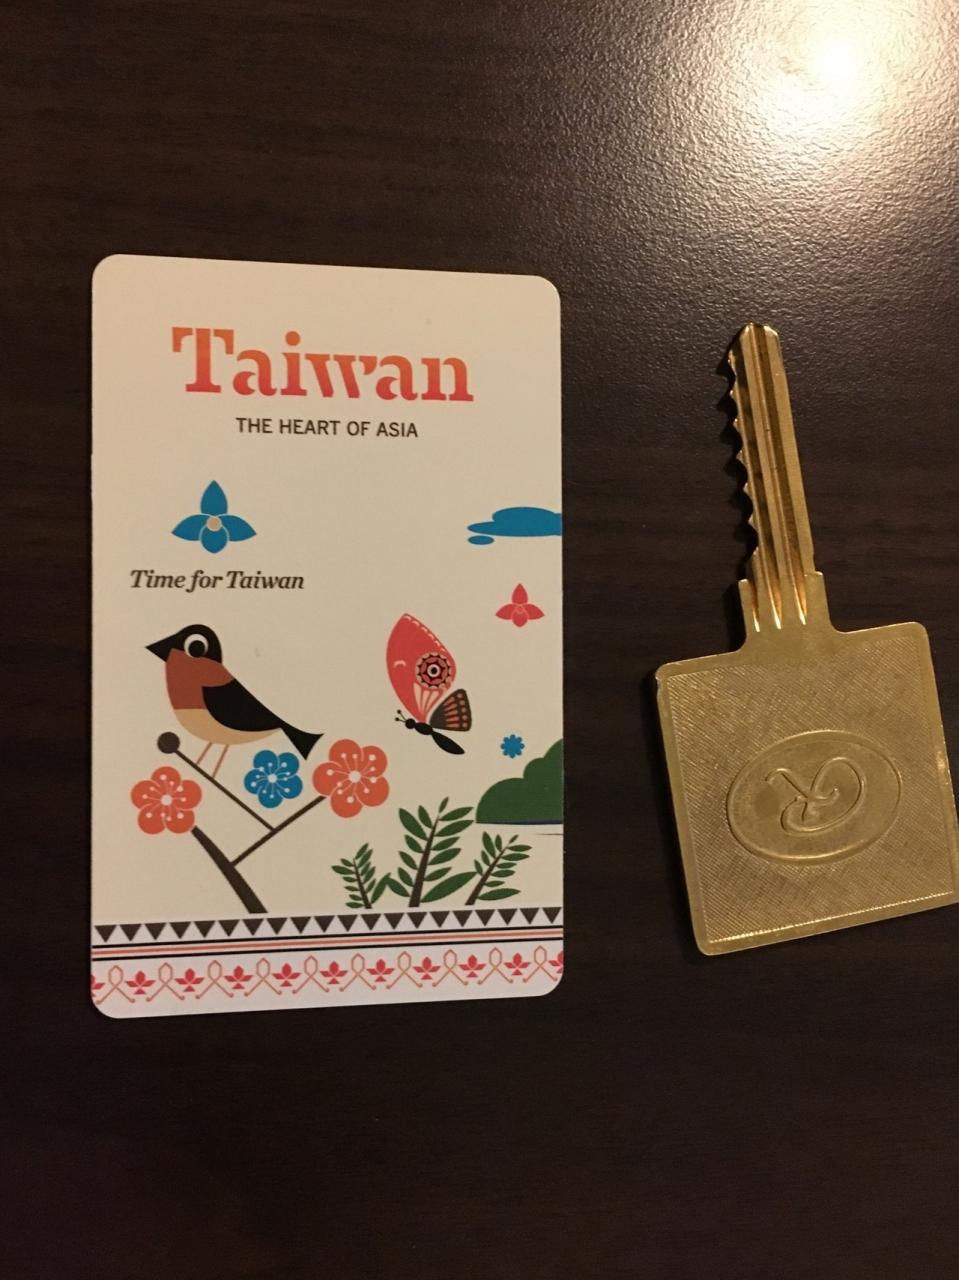 Taiwan
THE HEART OF ASIA
Time for Taiwan